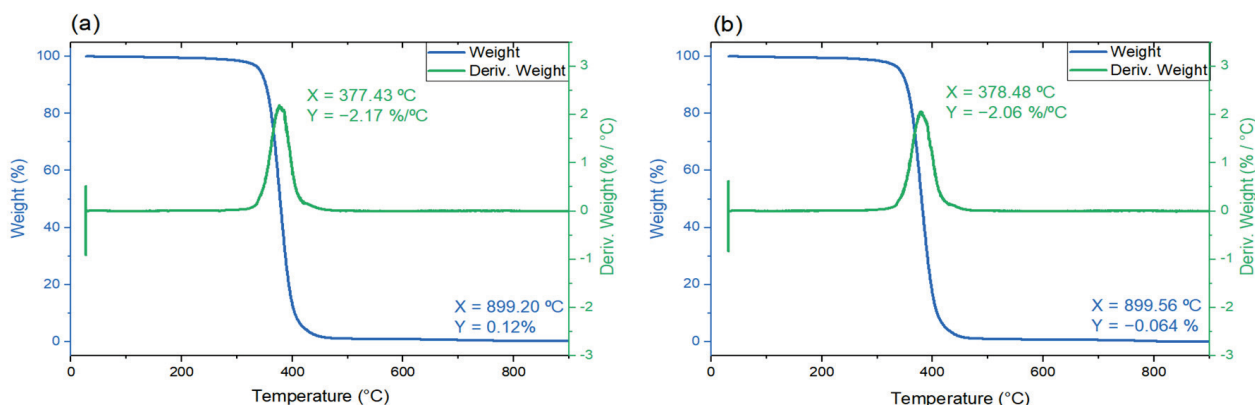 (a)
Weight
Deriv. Weight
X = 377.43 ºC
Y = −2.17 %/ºC
X = 899.20 ºC
Y = 0.12%
100
80
60
40
20
0
Weight (%)
3
2
1
0
-1
-2
-3
Deriv. Weight (% / °C)
0
200
400
600
800
Temperature (°C)
(b)
Weight
Deriv. Weight
X = 378.48 ºC
Y = −2.06 %/ºC
X = 899.56 ºC
Y = −0.064 %
100
80
60
40
20
0
Weight (%)
3
2
1
0
-1
-2
-3
Deriv. Weight (% / °C)
0
200
400
600
800
Temperature (°C)